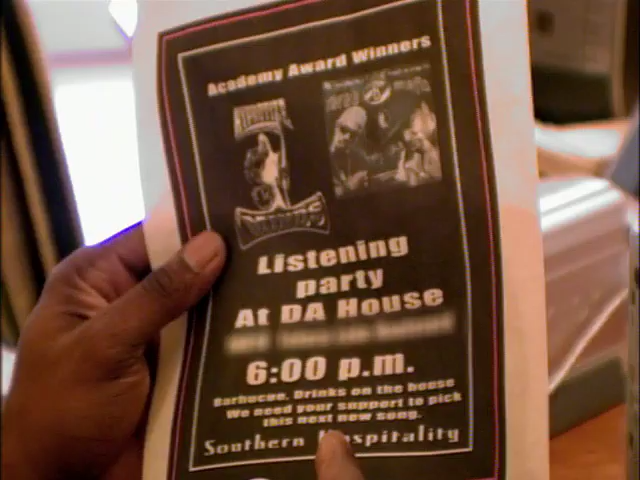 Academy Award Winners
Listening
party
At DA House
6:00 p.m.
Barbucue, Drinks on the house
We need your support to pick
this next new song.
Southern Hospitality